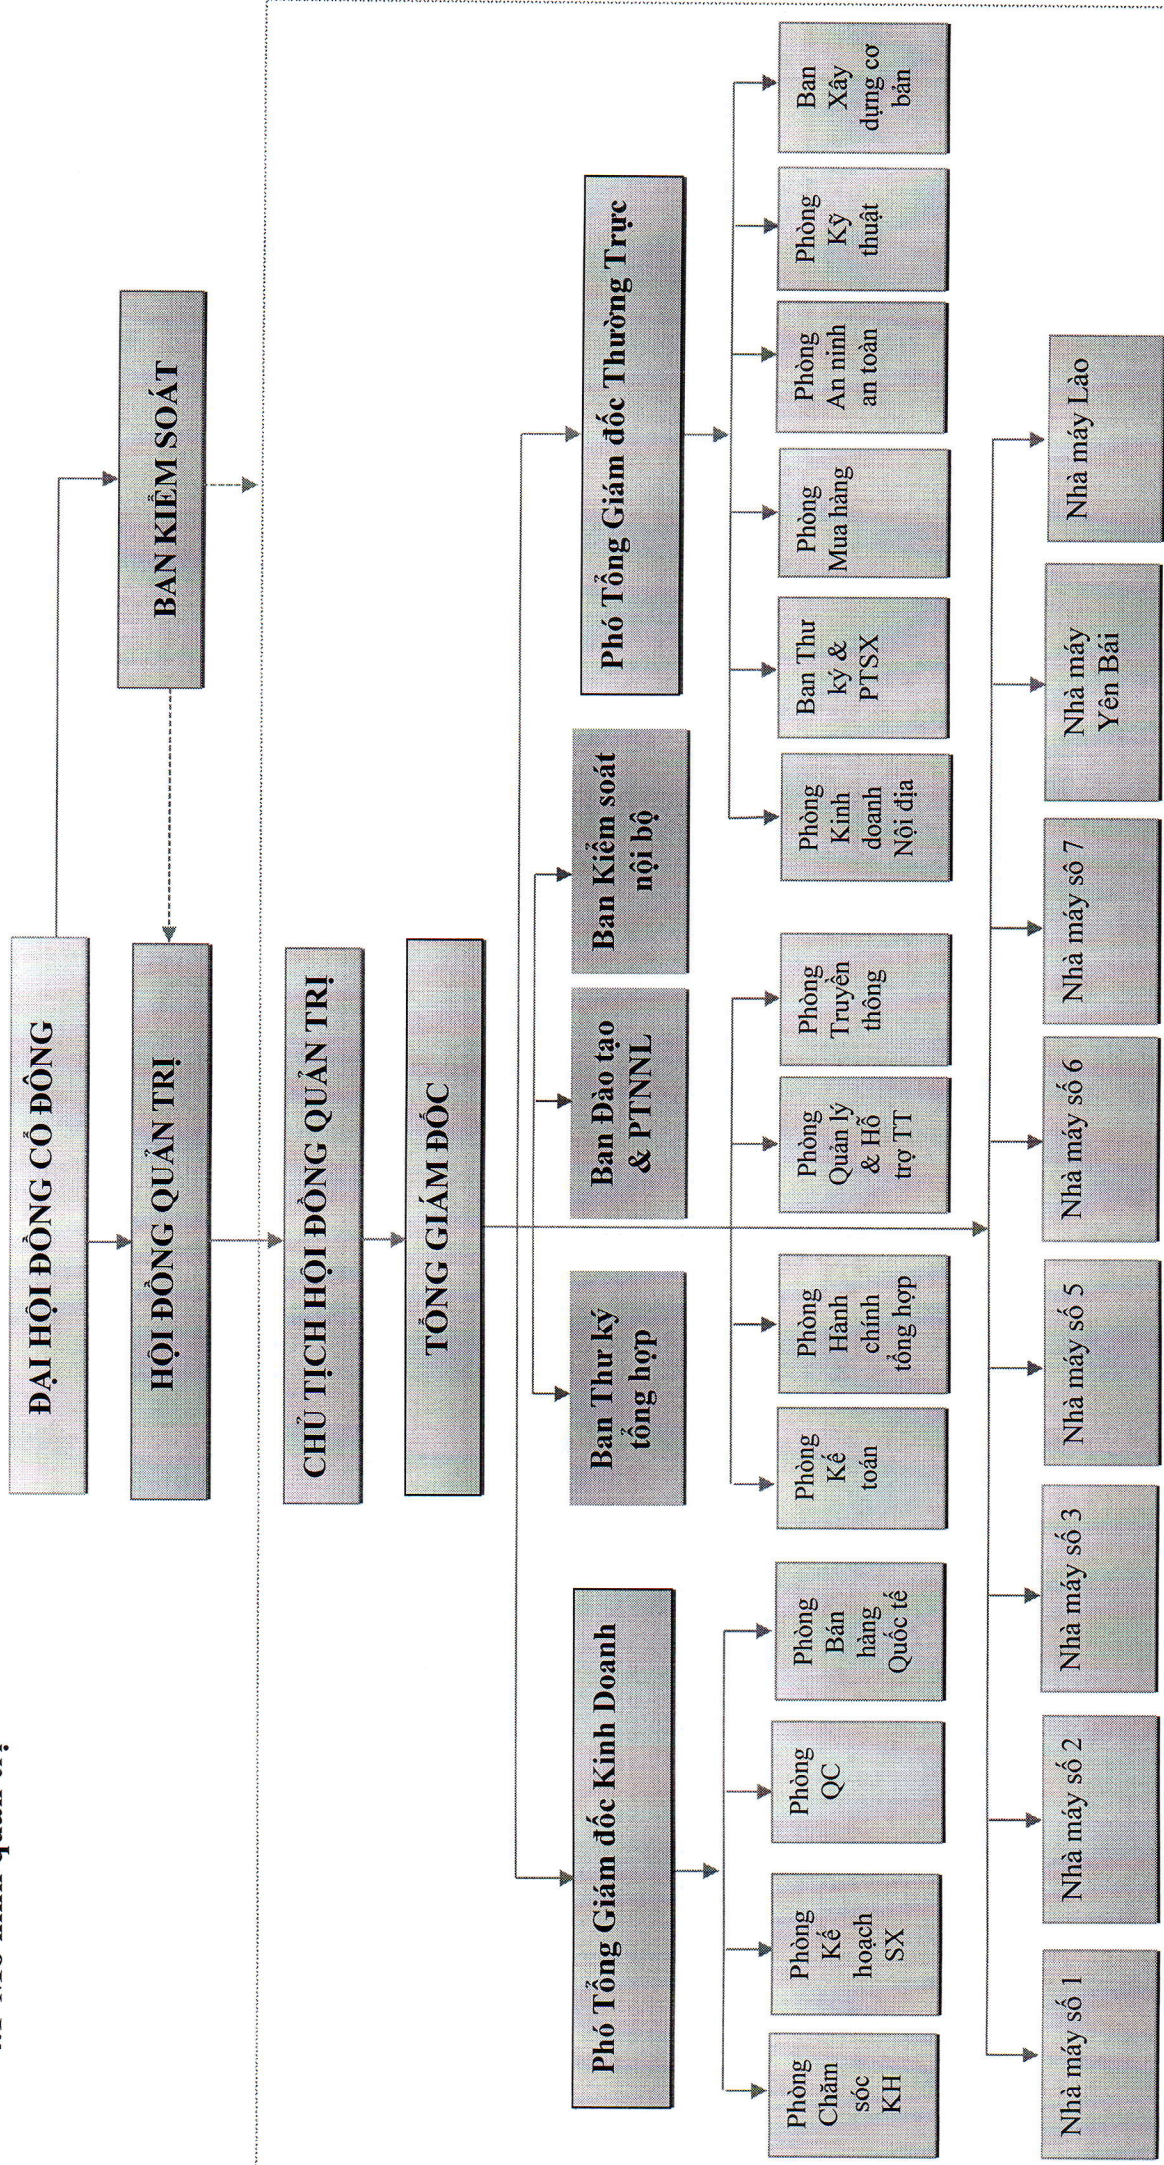 ĐẠI HỘI ĐỒNG CỔ ĐÔNG
BAN KIỂM SOÁT
HỘI ĐỒNG QUẢN TRỊ
CHỦ TỊCH HỘI ĐỒNG QUẢN TRỊ
TỔNG GIÁM ĐỐC
Phó Tổng Giám đốc Kinh Doanh
Ban Thư ký
tổng hợp
Ban Đào tạo
& PTNNL
Ban Kiểm soát
nội bộ
Phó Tổng Giám đốc Thường Trực
Phòng
Chăm
sóc
KH
Phòng
Kế
hoạch
SX
Phòng
QC
Phòng
Bán
hàng
Quốc tế
Phòng
Kế
toán
Phòng
Hành
chính
tổng hợp
Phòng
Quản lý
& Hỗ
trợ TT
Phòng
Truyền
thông
Phòng
Kinh
doanh
Nội địa
Ban Thư
ký &
PTSX
Phòng
Mua hàng
Phòng
An ninh
an toàn
Phòng
Kỹ
thuật
Ban
Xây
dựng cơ
bản
Nhà máy số 1
Nhà máy số 2
Nhà máy số 3
Nhà máy số 5
Nhà máy số 6
Nhà máy số 7
Nhà máy
Yên Bái
Nhà máy Lào